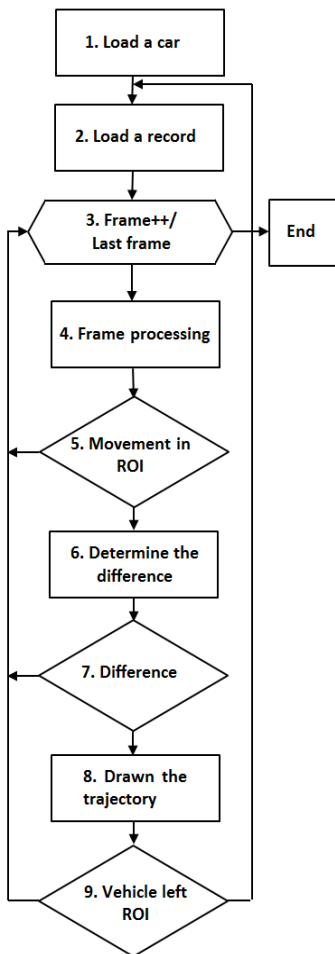 1. Load a car
2. Load a record
3. Frame++/
Last frame
End
4. Frame processing
5. Movement in
ROI
6. Determine the
difference
7. Difference
8. Drawn the
trajectory
9. Vehicle left
ROI